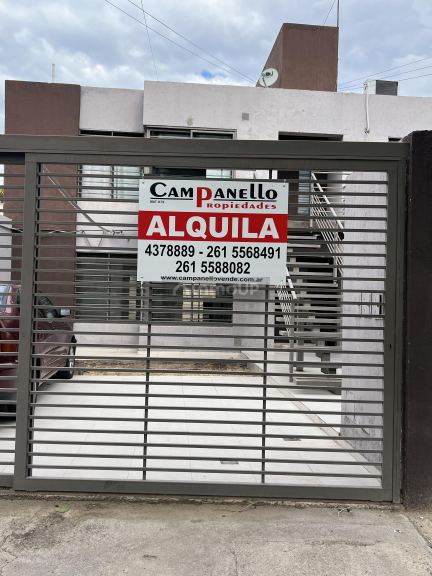 CAMPANELLO
PROPIEDADES
ALQUILA
4378889 - 261 5568491
261 5588082
www.campanellovende.com.ar